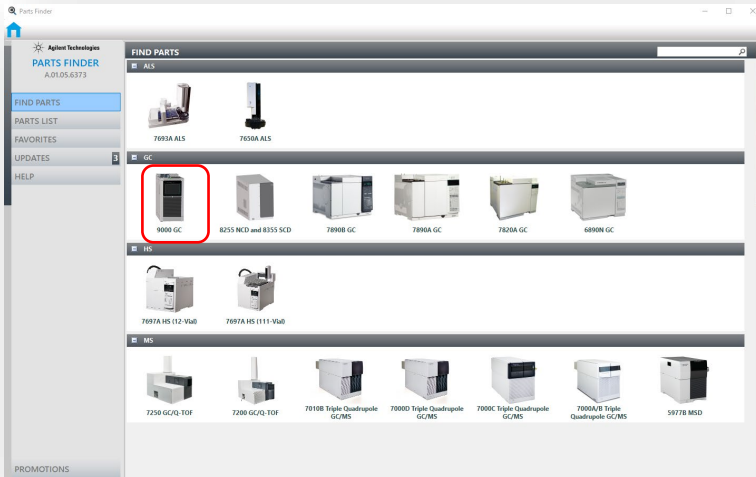 Parts Finder
Agilent Technologies
PARTS FINDER
A.01.05.6373
FIND PARTS
PARTS LIST
FAVORITES
UPDATES 3
HELP
PROMOTIONS
FIND PARTS
ALS
7693A ALS
7650A ALS
GC
9000 GC
8255 NCD and 8355 SCD
7890B GC
7890A GC
7820A GC
6890N GC
HS
7697A HS (12-Vial)
7697A HS (111-Vial)
MS
7250 GC/Q-TOF
7200 GC/Q-TOF
7010B Triple Quadrupole
GC/MS
7000D Triple Quadrupole
GC/MS
7000C Triple Quadrupole
GC/MS
7000A/B Triple
Quadrupole GC/MS
5977B MSD